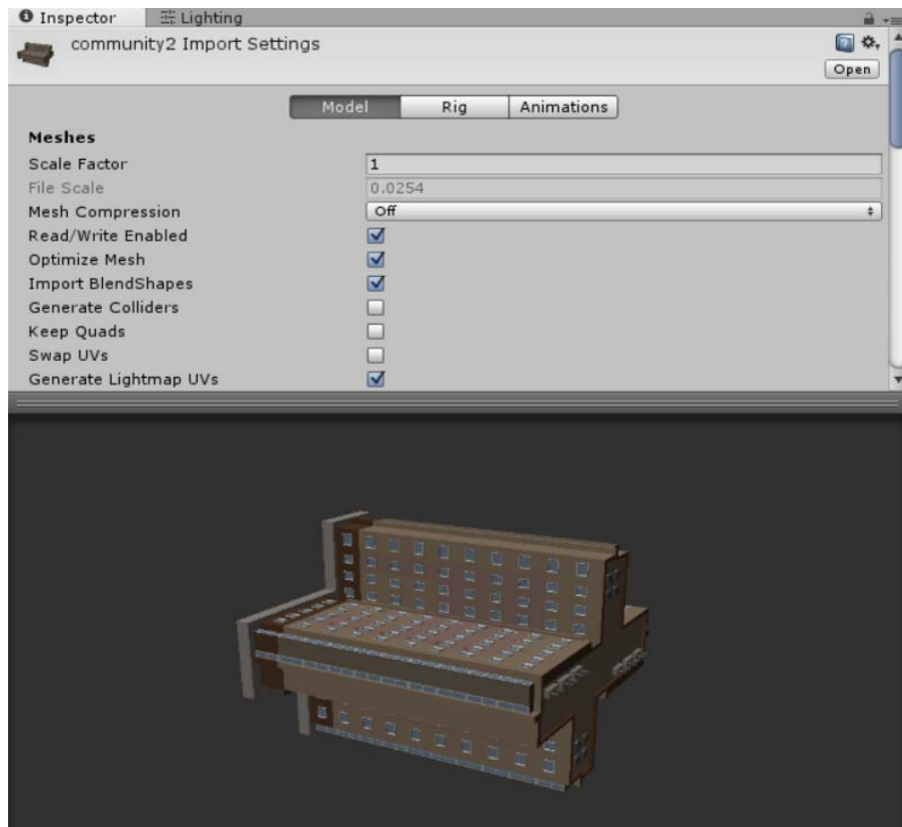 Inspector Lighting
community2 Import Settings
Open
Model Rig Animations
Meshes
Scale Factor 1
File Scale 0.0254
Mesh Compression Off
Read/Write Enabled
Optimize Mesh
Import BlendShapes
Generate Colliders
Keep Quads
Swap UVs
Generate Lightmap UVs